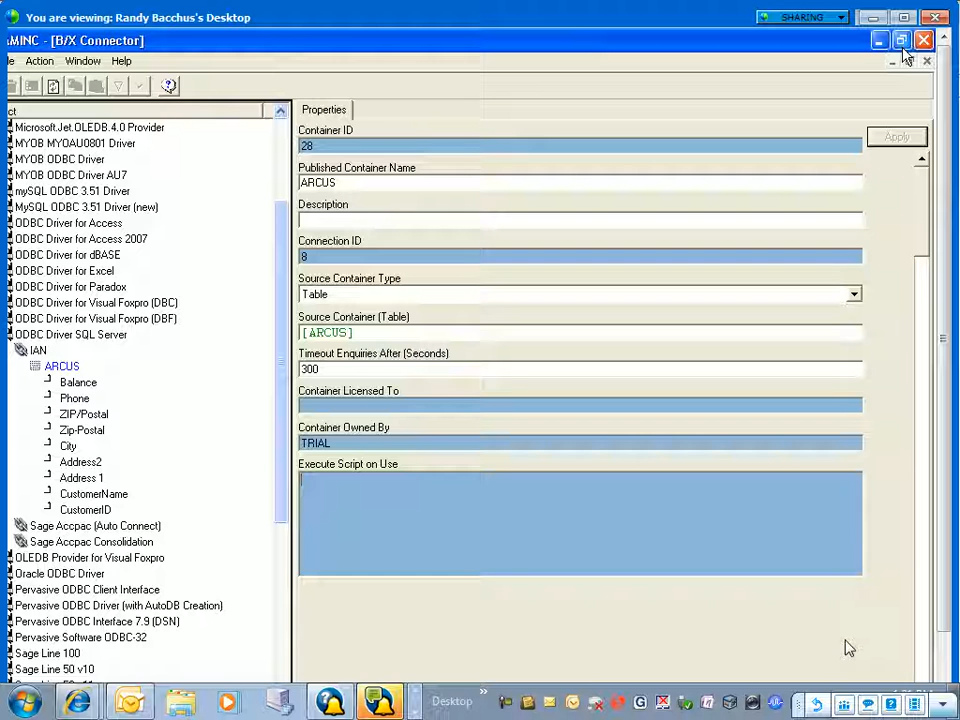 You are viewing: Randy Bacchus's Desktop
SHARING
AMINC - [B/X Connector]
Action Window Help
Properties
Microsoft.Jet.OLEDB.4.0 Provider
MYOB MYOAU0801 Driver
MYOB ODBC Driver
MYOB ODBC Driver AU7
mySQL ODBC 3.51 Driver
MySQL ODBC 3.51 Driver (new)
ODBC Driver for Access
ODBC Driver for Access 2007
ODBC Driver for dBASE
ODBC Driver for Excel
ODBC Driver for Paradox
ODBC Driver for Visual Foxpro (DBC)
ODBC Driver for Visual Foxpro (DBF)
ODBC Driver SQL Server
IAN
ARCUS
Balance
Phone
ZIP/Postal
Zip-Postal
City
Address2
Address 1
CustomerName
CustomerID
Sage Accpac (Auto Connect)
Sage Accpac Consolidation
OLEDB Provider for Visual Foxpro
Oracle ODBC Driver
Pervasive ODBC Client Interface
Pervasive ODBC Driver (with AutoDB Creation)
Pervasive ODBC Interface 7.9 (DSN)
Pervasive Software ODBC-32
Sage Line 100
Sage Line 50 v10
Container ID
28
Apply
Published Container Name
ARCUS
Description
Connection ID
8
Source Container Type
Table
Source Container (Table)
[ARCUS]
Timeout Enquiries After (Seconds)
300
Container Licensed To
Container Owned By
TRIAL
Execute Script on Use
Desktop